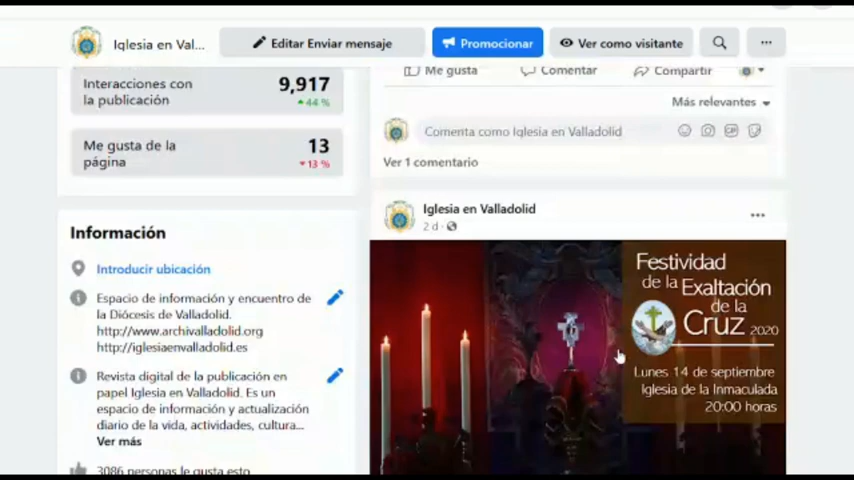 Iglesia en Val...
Editar Enviar mensaje
Promocionar
Ver como visitante
...
Interacciones con
la publicación
9,917
44 %
Me gusta de la
página
13
13 %
Información
Introducir ubicación
Espacio de información y encuentro de
la Diócesis de Valladolid.
http://www.archivalladolid.org
http://iglesiaenvalladolid.es
Revista digital de la publicación en
papel Iglesia en Valladolid. Es un
espacio de información y actualización
diario de la vida, actividades, cultura...
Ver más
3086 personas le gusta esto
Me gusta
Comentar
Compartir
Más relevantes
Comenta como Iglesia en Valladolid
GIF
Ver 1 comentario
Iglesia en Valladolid
2 d ·
...
Festividad
de la Exaltación
de la
Cruz 2020
Lunes 14 de septiembre
Iglesia de la Inmaculada
20:00 horas